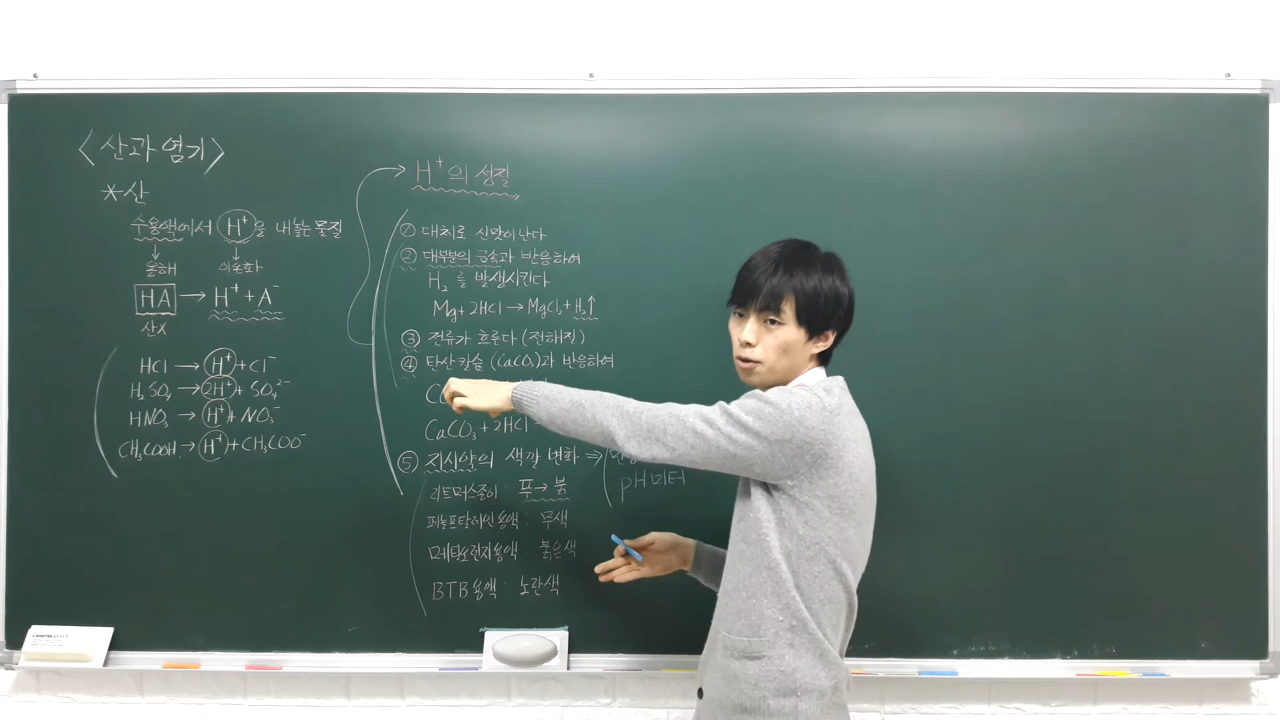 <산과 염기>
*산
수용액에서 H⁺을 내놓는 물질
↓ ↓
용해 이온화
HA → H⁺ + A⁻
산X
HCl → H⁺ + Cl⁻
H₂SO₄ → 2H⁺ + SO₄²⁻
HNO₃ → H⁺ + NO₃⁻
CH₃COOH → H⁺ + CH₃COO⁻
H⁺의 성질
① 대체로 신맛이 난다
② 대부분의 금속과 반응하여
H₂를 발생시킨다
Mg + 2HCl → MgCl₂ + H₂↑
③ 전류가 흐른다 (전해질)
④ 탄산칼슘 (CaCO₃)과 반응하여
CaCO₃ + 2HCl
⑤ 지시약의 색깔 변화 ⇒
pH 미터
리트머스종이: 푸 → 붉
페놀프탈레인용액: 무색
메틸오렌지용액: 붉은색
BTB용액: 노란색